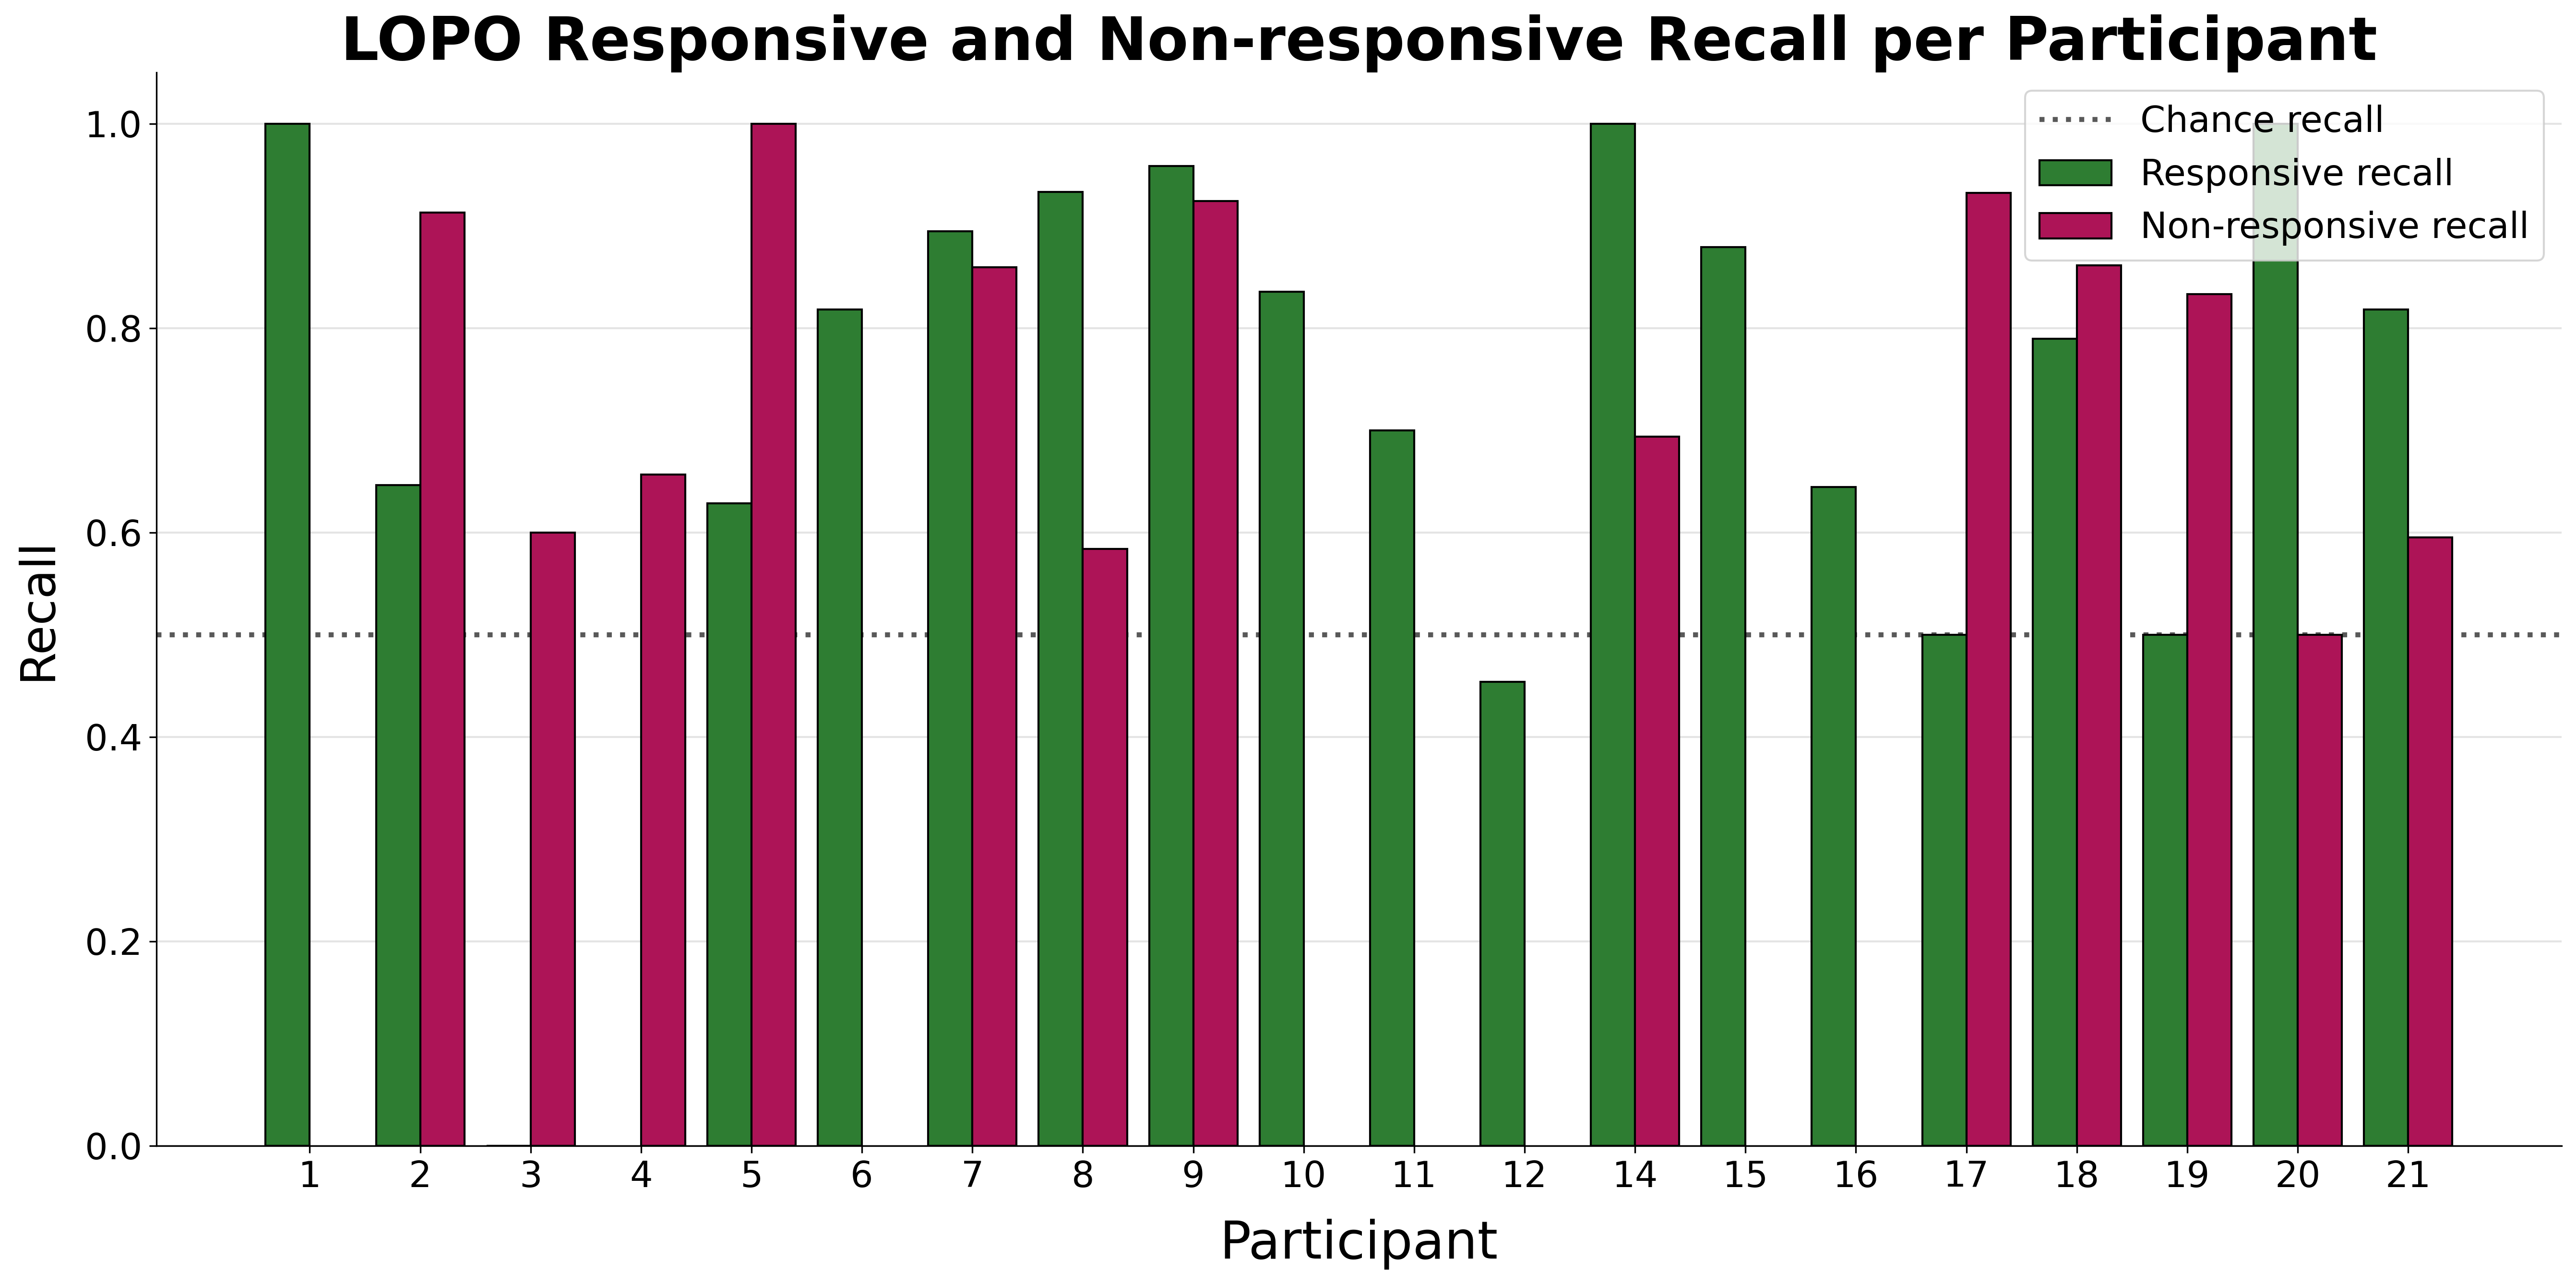 LOPO Responsive and Non-responsive Recall per Participant
Chance recall
Responsive recall
Non-responsive recall
1.0
0.8
0.6
0.4
0.2
0.0
Recall
1 2 3 4 5 6 7 8 9 10 11 12 14 15 16 17 18 19 20 21
Participant